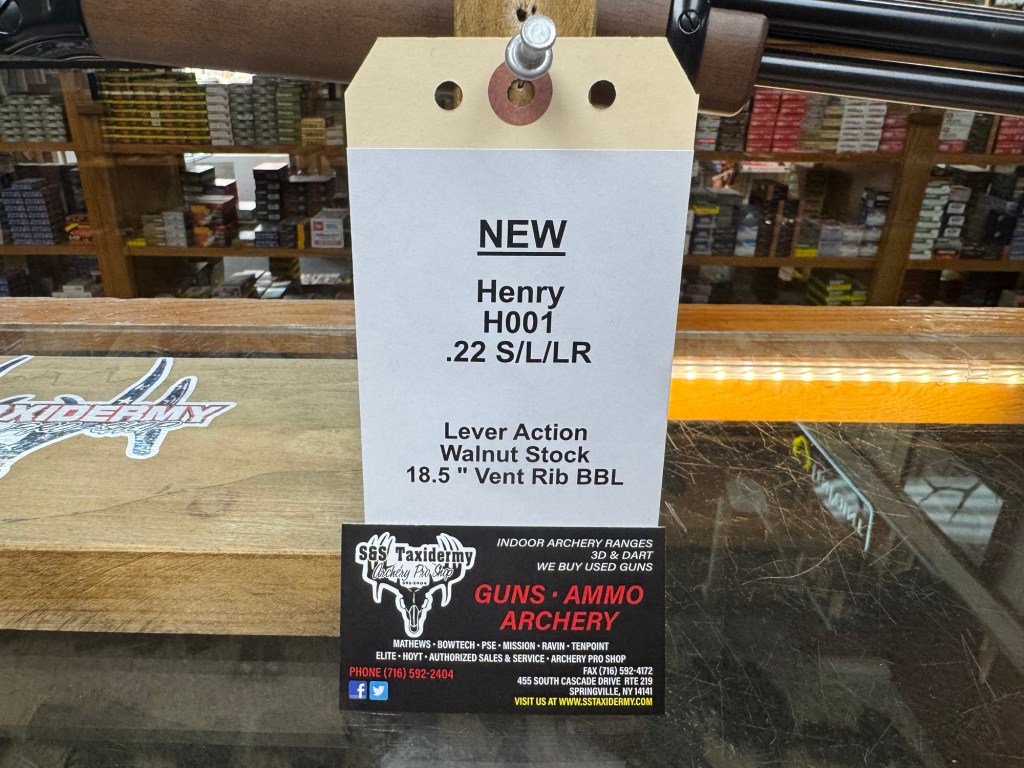 NEW
Henry
H001
.22 S/L/LR
Lever Action
Walnut Stock
18.5 " Vent Rib BBL
XIDERMY
S&S Taxidermy
Archery Pro Shop
592-2404
INDOOR ARCHERY RANGES
3D & DART
WE BUY USED GUNS
GUNS · AMMO
ARCHERY
MATHEWS · BOWTECH · PSE · MISSION · RAVIN · TENPOINT
ELITE · HOYT · AUTHORIZED SALES & SERVICE · ARCHERY PRO SHOP
PHONE (716) 592-2404
FAX (716) 592-4172
455 SOUTH CASCADE DRIVE RTE 219
SPRINGVILLE, NY 14141
VISIT US AT WWW.SSTAXIDERMY.COM